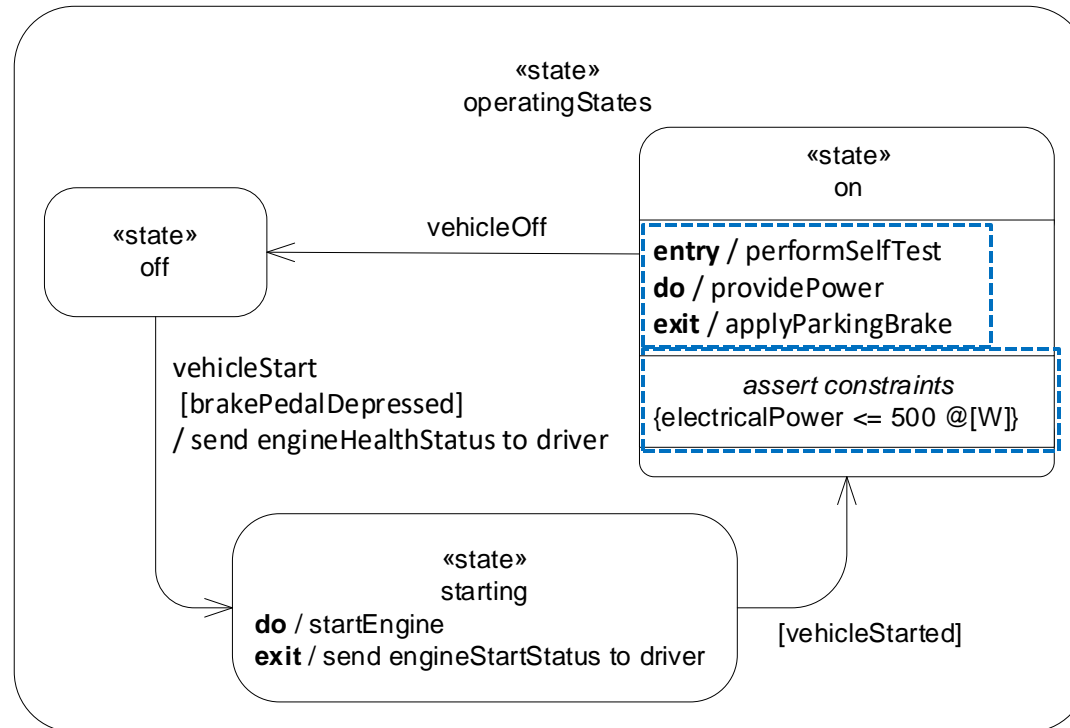 «state»
operatingStates
«state»
on
entry / performSelfTest
do / providePower
exit / applyParkingBrake
assert constraints
{electricalPower <= 500 @[W]}
vehicleOff
«state»
off
vehicleStart
[brakePedalDepressed]
/ send engineHealthStatus to driver
«state»
starting
do / startEngine
exit / send engineStartStatus to driver
[vehicleStarted]